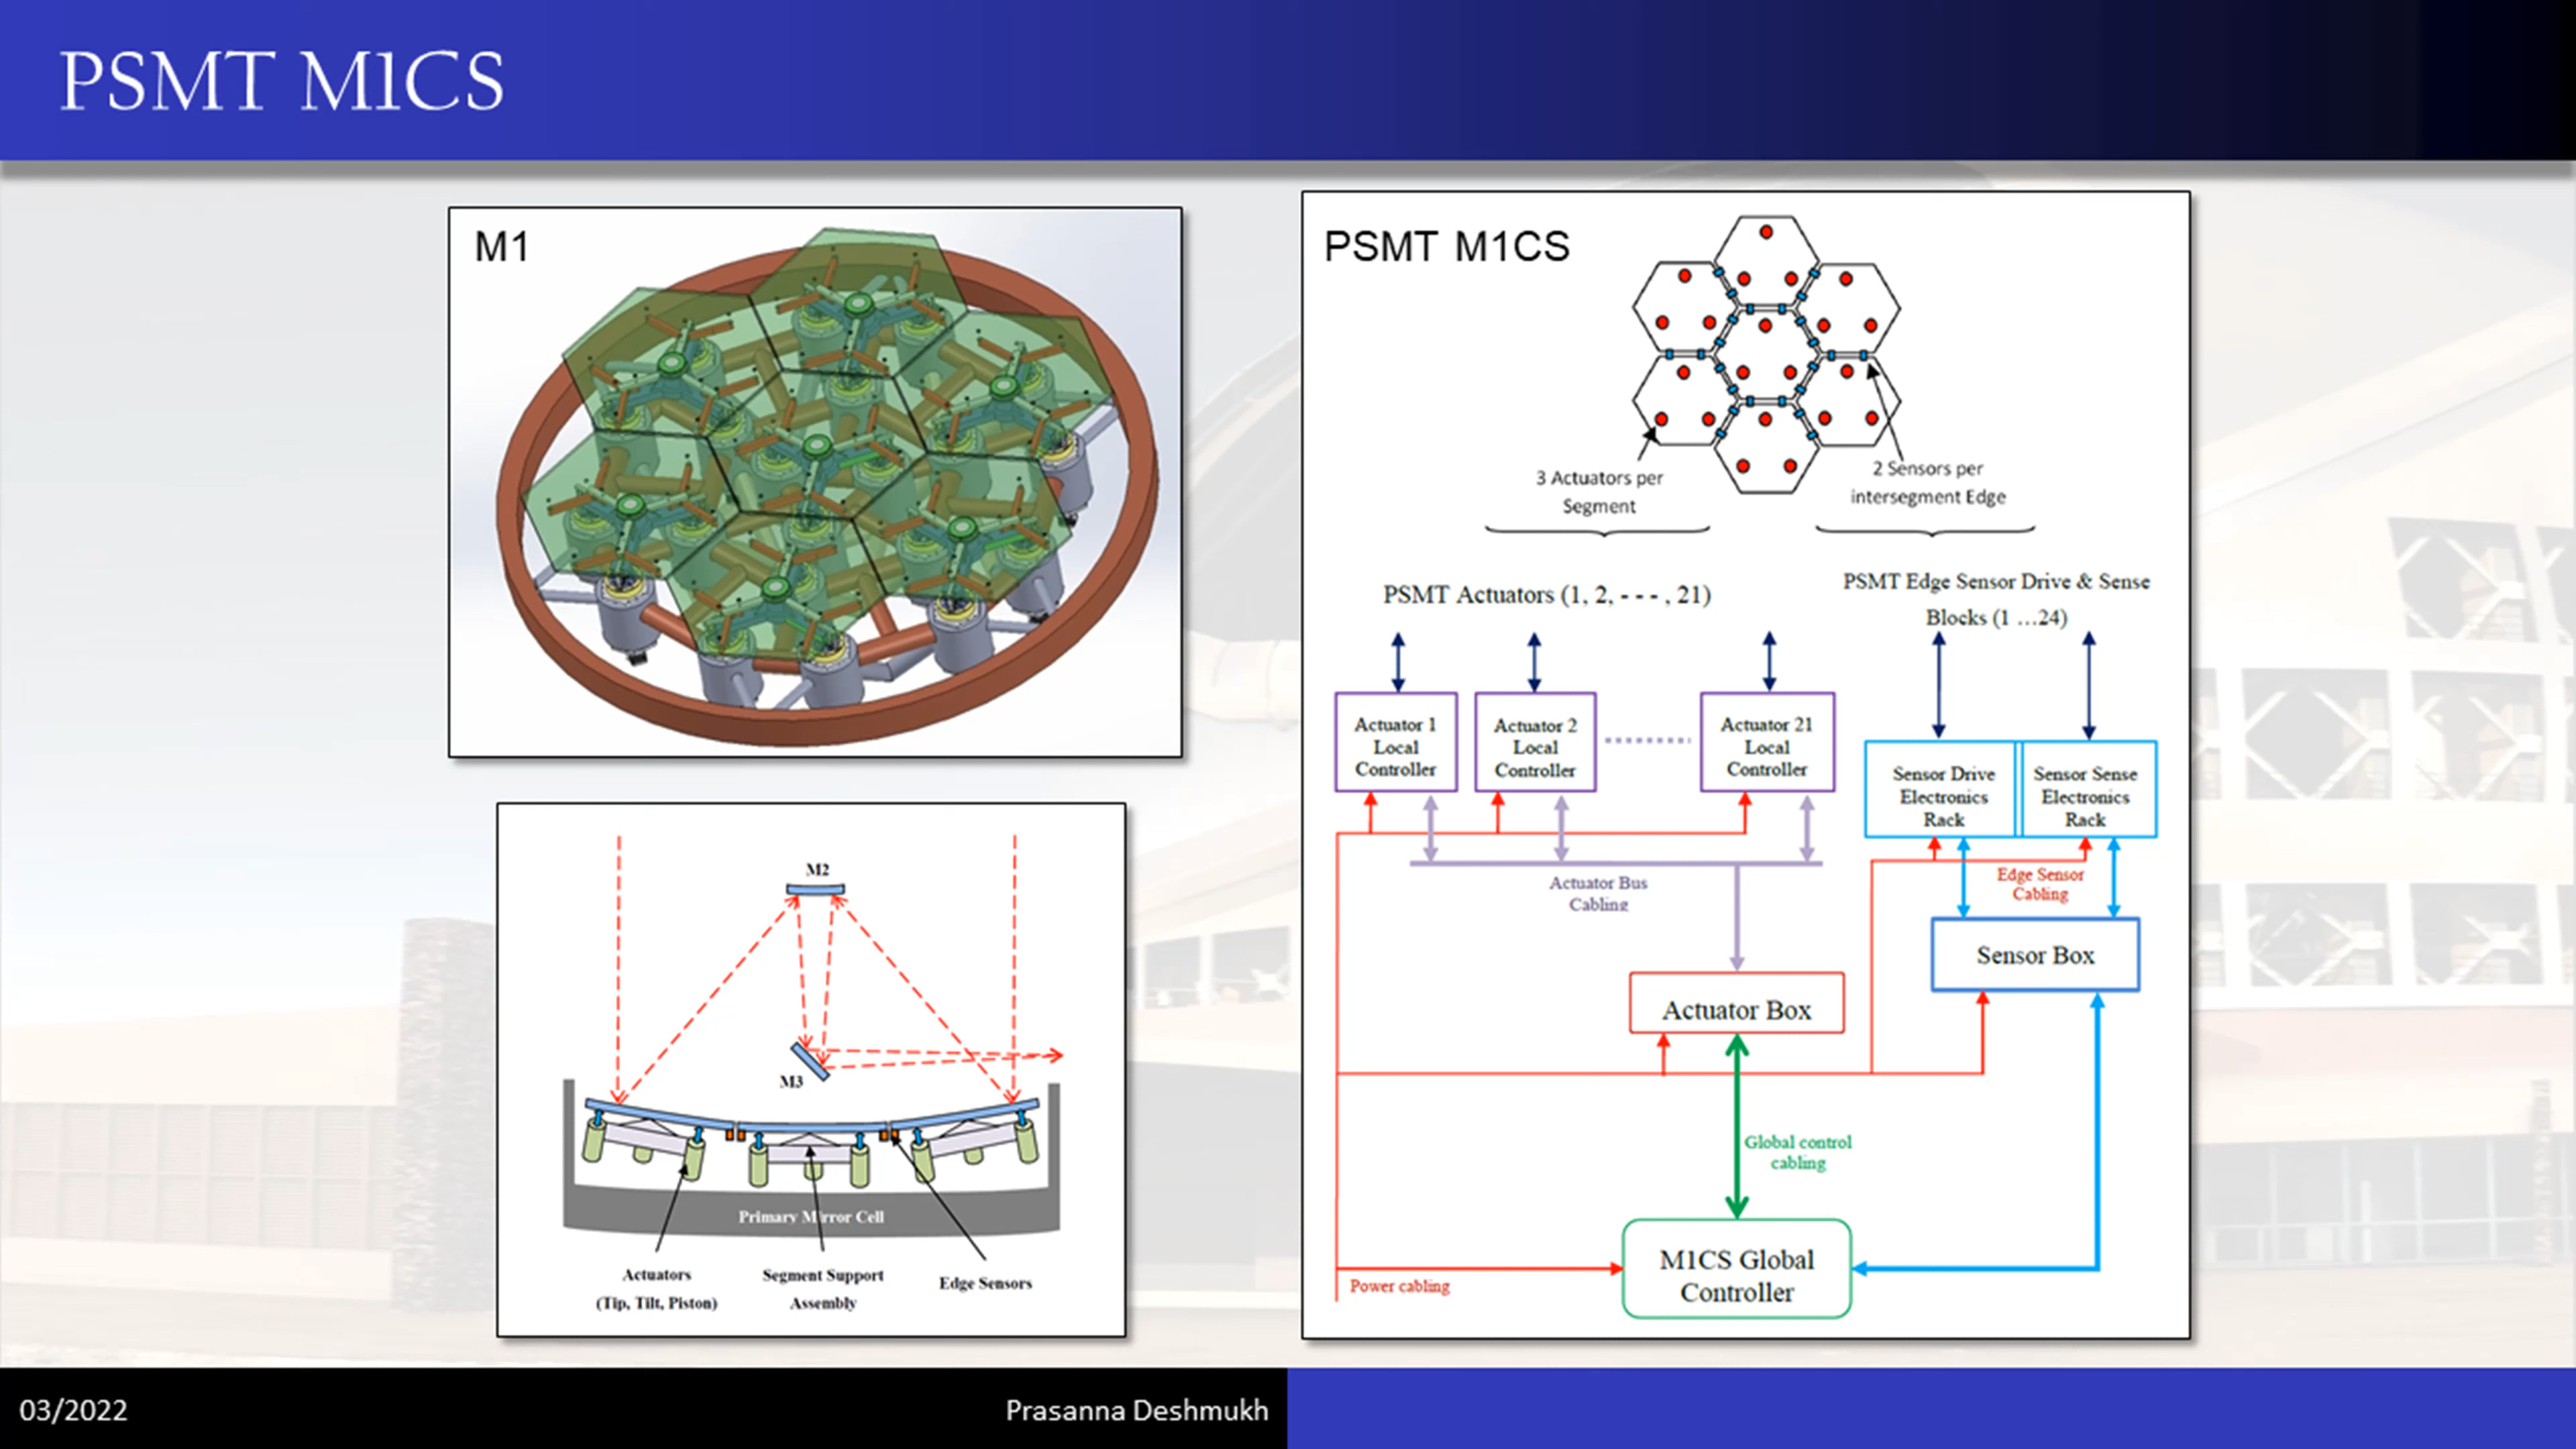 PSMT M1CS
M1
M2
M3
Primary Mirror Cell
Actuators
(Tip, Tilt, Piston)
Segment Support
Assembly
Edge Sensors
PSMT M1CS
3 Actuators per
Segment
2 Sensors per
intersegment Edge
PSMT Actuators (1, 2, - - - , 21)
PSMT Edge Sensor Drive & Sense
Blocks (1 ...24)
Actuator 1
Local
Controller
Actuator 2
Local
Controller
Actuator 21
Local
Controller
Sensor Drive
Electronics
Rack
Sensor Sense
Electronics
Rack
Actuator Bus
Cabling
Edge Sensor
Cabling
Sensor Box
Actuator Box
Global control
cabling
M1CS Global
Controller
Power cabling
03/2022
Prasanna Deshmukh